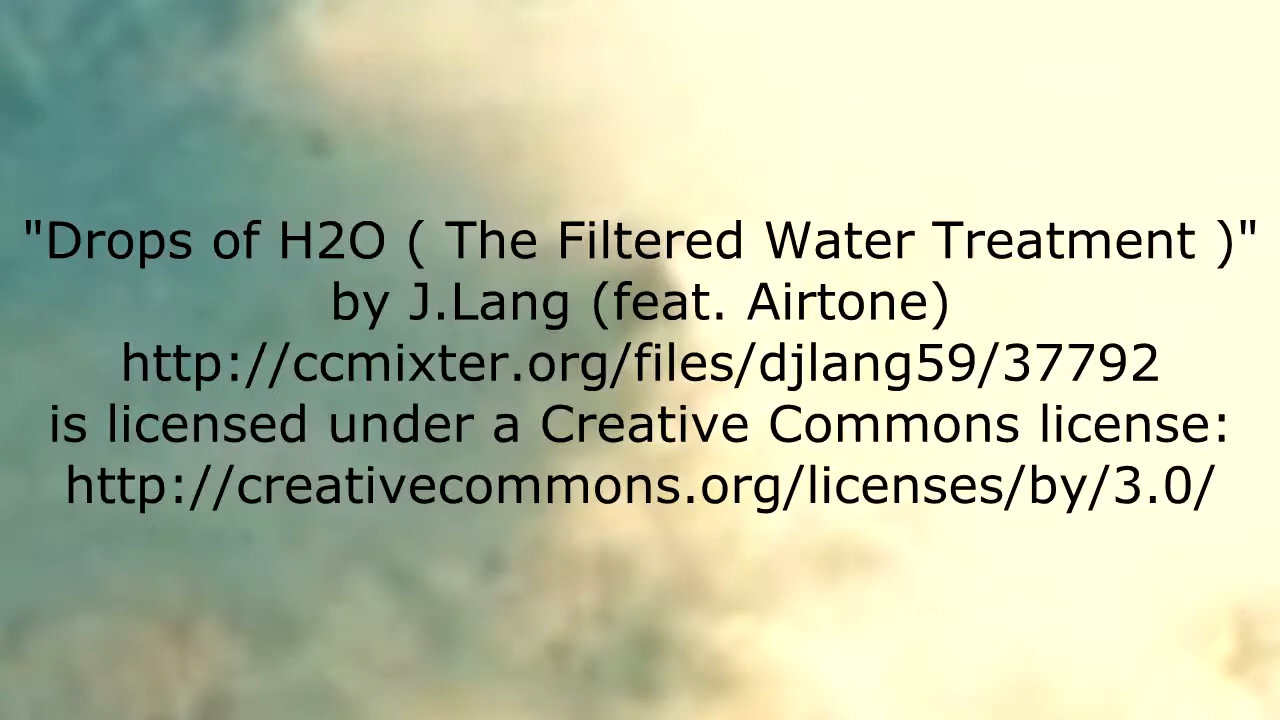 "Drops of H2O ( The Filtered Water Treatment )"
by J.Lang (feat. Airtone)
http://ccmixter.org/files/djlang59/37792
is licensed under a Creative Commons license:
http://creativecommons.org/licenses/by/3.0/